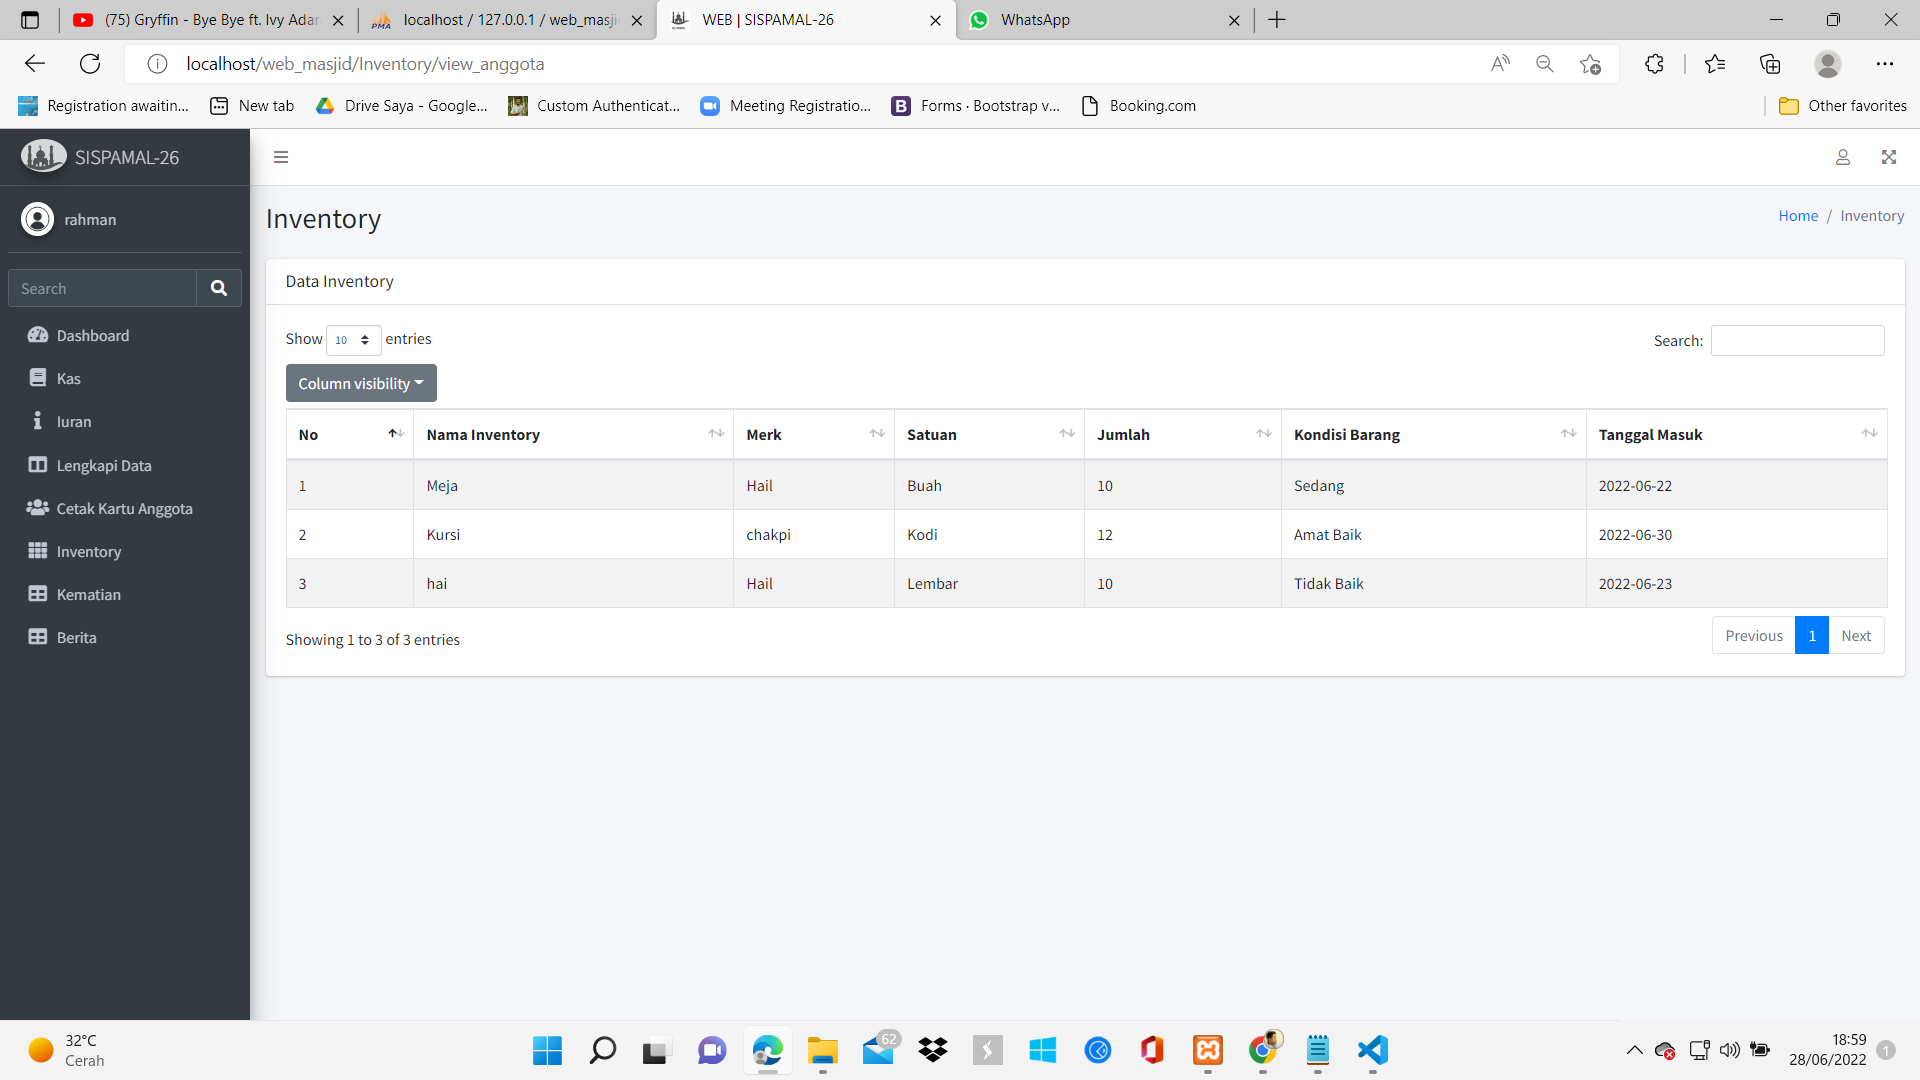 (75) Gryffin - Bye Bye ft. Ivy Adar
localhost / 127.0.0.1 / web_masji
WEB | SISPAMAL-26
WhatsApp
localhost/web_masjid/Inventory/view_anggota
Registration awaitin...
New tab
Drive Saya - Google...
Custom Authenticat...
Meeting Registratio...
Forms · Bootstrap v...
Booking.com
Other favorites
SISPAMAL-26
rahman
Search
Dashboard
Kas
Iuran
Lengkapi Data
Cetak Kartu Anggota
Inventory
Kematian
Berita
Inventory
Home / Inventory
Data Inventory
Show 10 entries
Search:
Column visibility
No Nama Inventory Merk Satuan Jumlah Kondisi Barang Tanggal Masuk
1 Meja Hail Buah 10 Sedang 2022-06-22
2 Kursi chakpi Kodi 12 Amat Baik 2022-06-30
3 hai Hail Lembar 10 Tidak Baik 2022-06-23
Showing 1 to 3 of 3 entries
Previous 1 Next
32°C
Cerah
62
18:59
28/06/2022
1